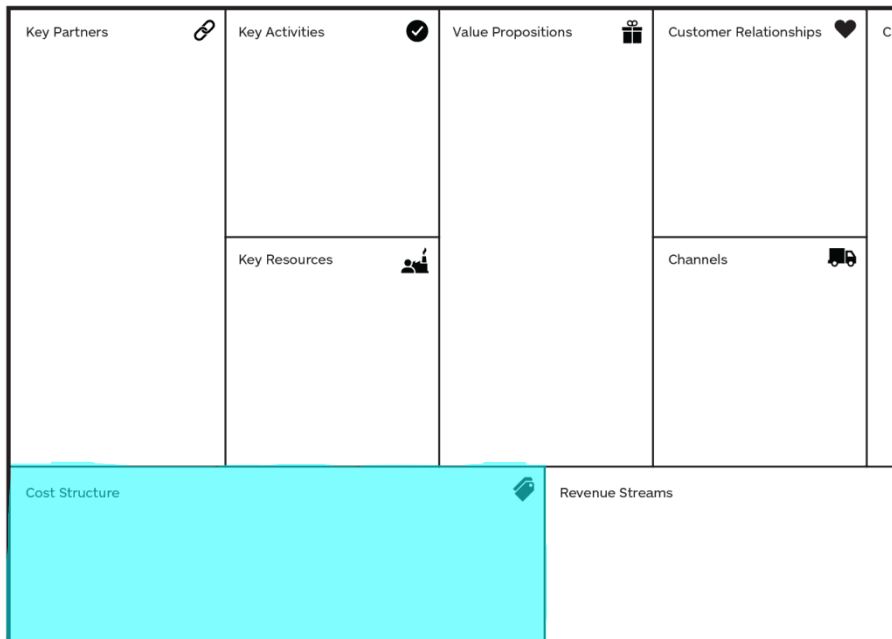 Key Partners
Key Activities
Value Propositions
Customer Relationships
C
Key Resources
Channels
Cost Structure
Revenue Streams